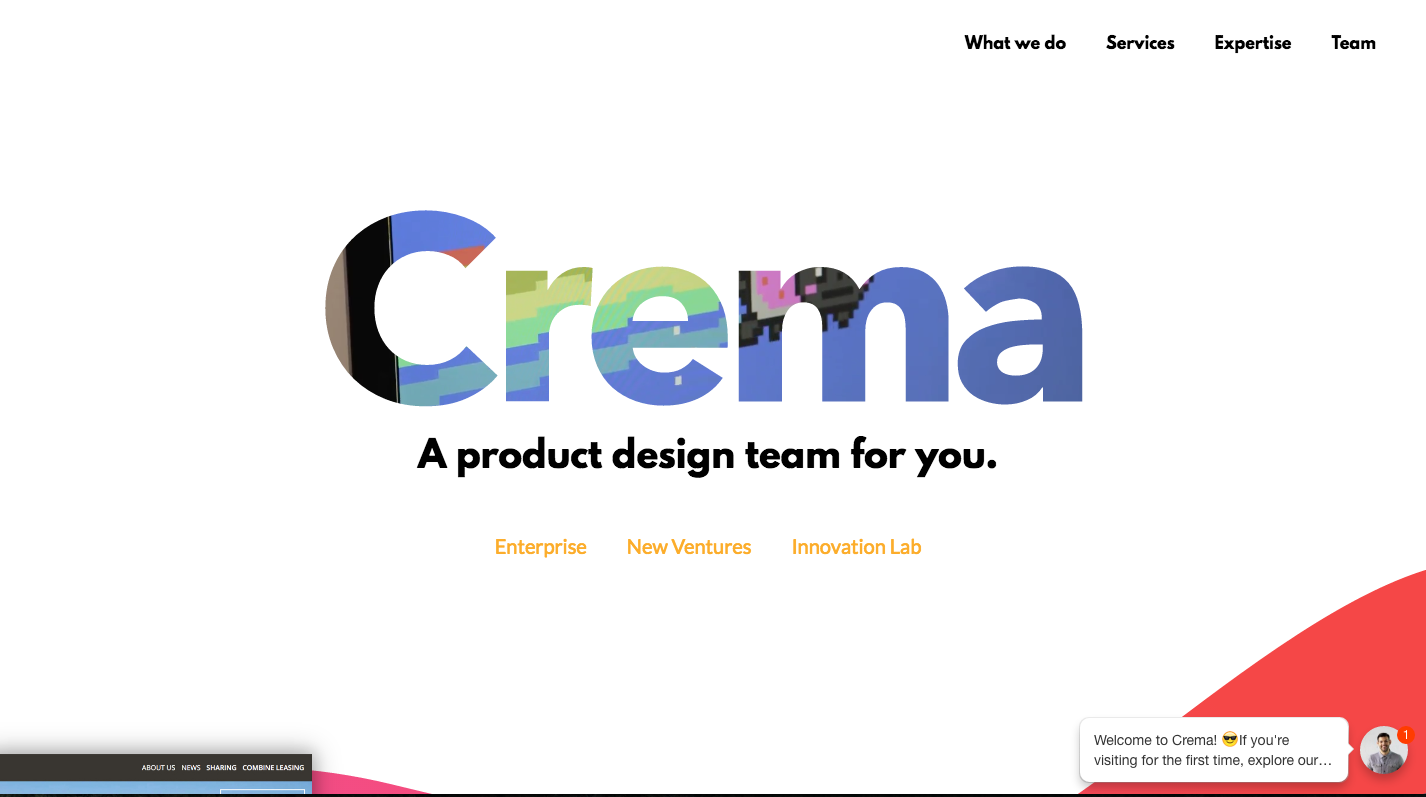 What we do Services Expertise Team
Crema
A product design team for you.
Enterprise New Ventures Innovation Lab
Welcome to Crema! 😎If you're
visiting for the first time, explore our...
1
ABOUT US NEWS SHARING COMBINE LEASING